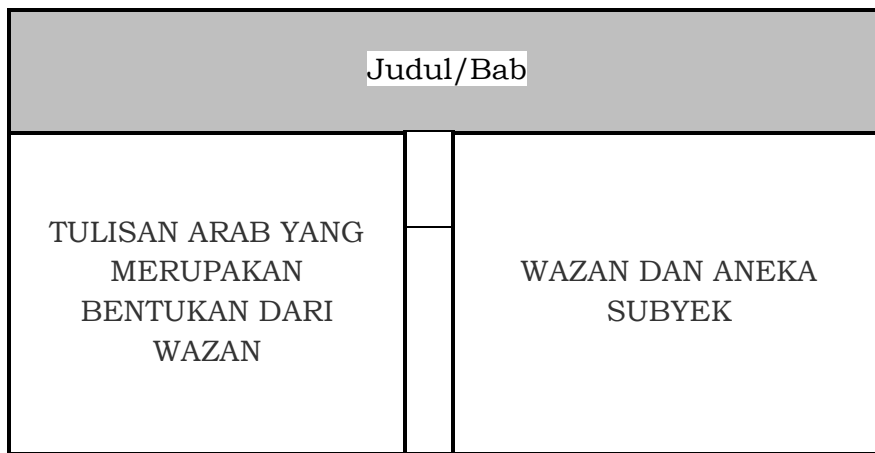 Judul/Bab
TULISAN ARAB YANG
MERUPAKAN
BENTUKAN DARI
WAZAN
WAZAN DAN ANEKA
SUBYEK